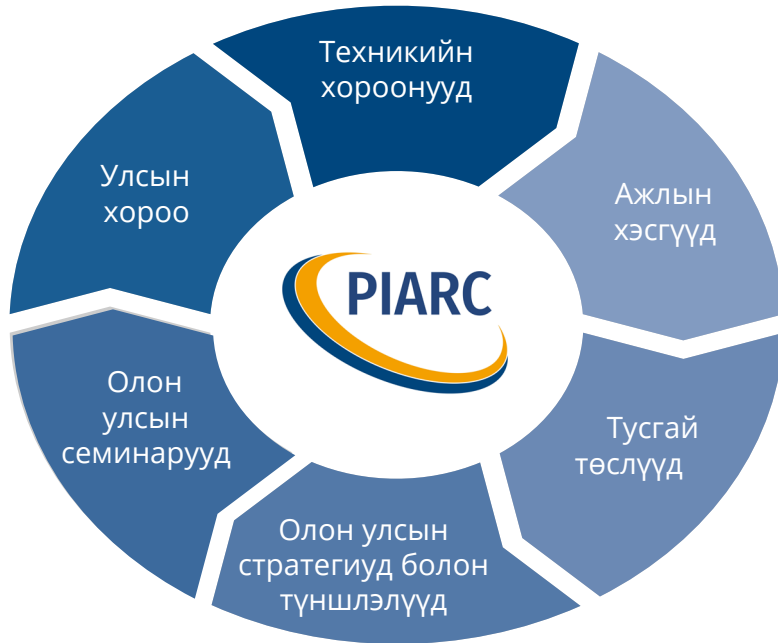 Техникийн
хороонууд
Ажлын
хэсгүүд
Тусгай
төслүүд
Олон улсын
стратегиуд болон
түншлэлүүд
Олон
улсын
семинарууд
Улсын
хороо
PIARC